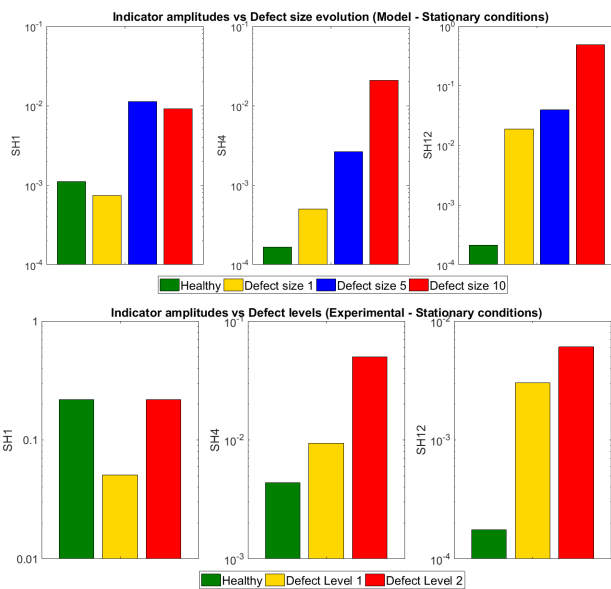 Indicator amplitudes vs Defect size evolution (Model - Stationary conditions)
SH1
10^-1
10^-2
10^-3
10^-4
SH4
10^-1
10^-2
10^-3
10^-4
SH12
10^0
10^-1
10^-2
10^-3
10^-4
Healthy Defect size 1 Defect size 5 Defect size 10
Indicator amplitudes vs Defect levels (Experimental - Stationary conditions)
SH1
1
0.1
0.01
SH4
10^-1
10^-2
10^-3
SH12
10^-2
10^-3
10^-4
Healthy Defect Level 1 Defect Level 2